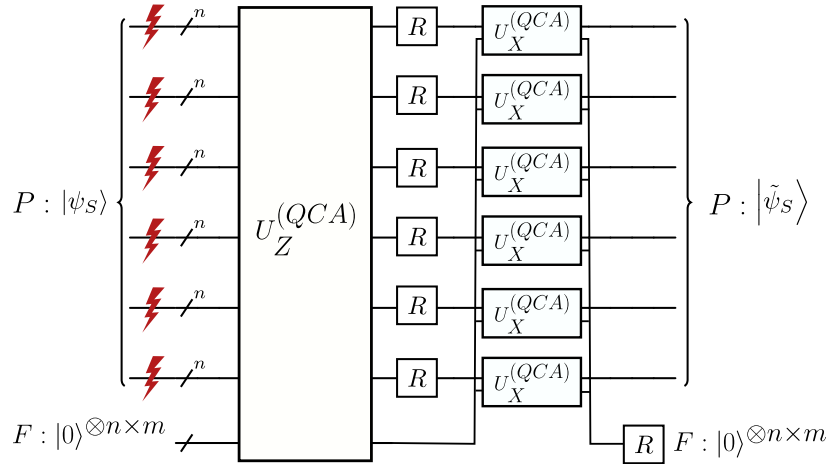 n
R
U_X^{(QCA)}
n
R
U_X^{(QCA)}
n
R
U_X^{(QCA)}
P : |ψ_S⟩
U_Z^{(QCA)}
n
R
U_X^{(QCA)}
P : |ψ̃_S⟩
n
R
U_X^{(QCA)}
n
R
U_X^{(QCA)}
F : |0⟩^{⊗n×m}
R
F : |0⟩^{⊗n×m}